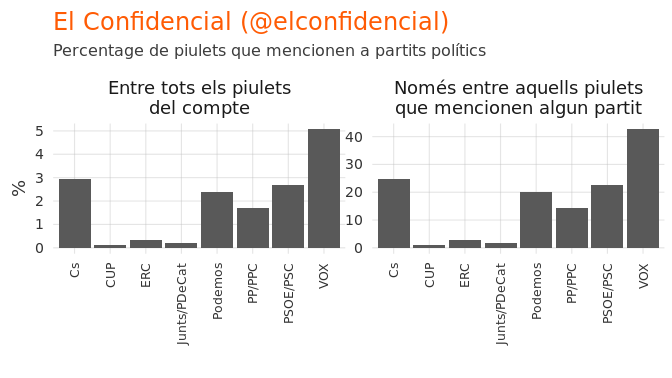 El Confidencial (@elconfidencial)
Percentage de piulets que mencionen a partits polítics
Entre tots els piulets
del compte
%
5
4
3
2
1
0
Cs
CUP
ERC
Junts/PDeCat
Podemos
PP/PPC
PSOE/PSC
VOX
Només entre aquells piulets
que mencionen algun partit
40
30
20
10
0
Cs
CUP
ERC
Junts/PDeCat
Podemos
PP/PPC
PSOE/PSC
VOX